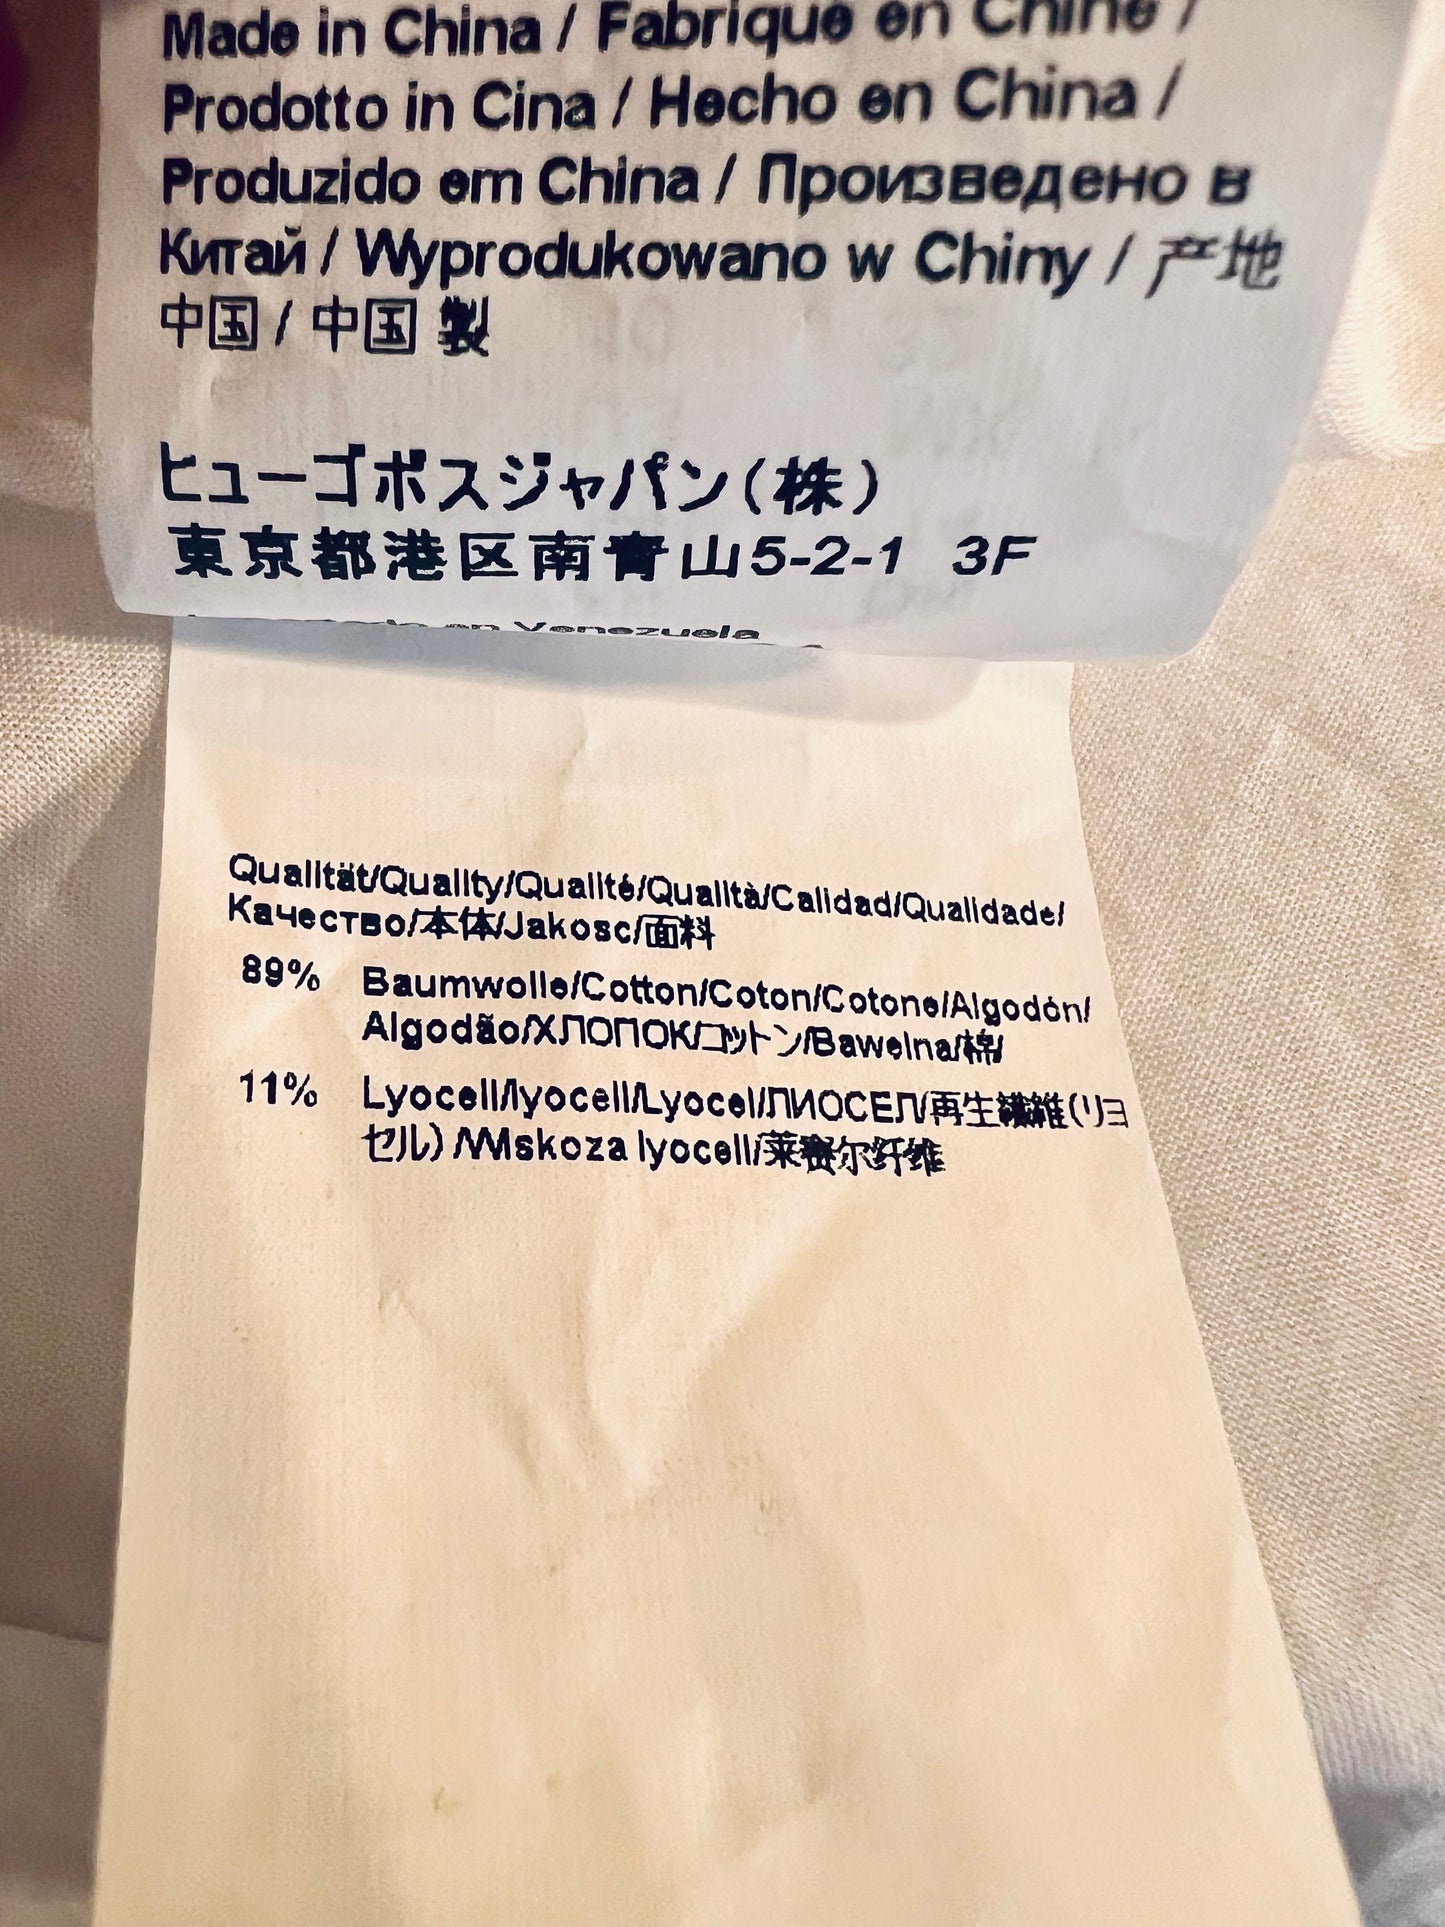 Made in China / Fabriqué en Chine /
Prodotto in Cina / Hecho en China /
Produzido em China / Произведено в
Китай / Wyprodukowano w Chiny / 产地
中国 / 中国 製
ヒューゴボスジャパン(株)
東京都港区南青山5-2-1 3F
en Venezuela
Qualität/Quality/Qualité/Qualità/Calidad/Qualidade/
Качество/本体/Jakosc/面料
89% Baumwolle/Cotton/Coton/Cotone/Algodón/
Algodão/ХЛОПОК/コットン/Bawelna/棉/
11% Lyocell/lyocell/Lyocel/ЛИОСЕЛ/再生繊維(リヨ
セル) /Wiskoza lyocell/莱赛尔纤维